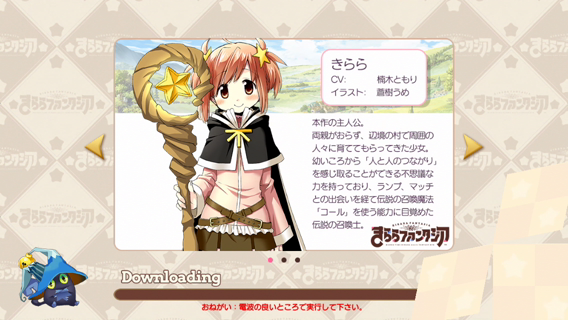 きらら
CV: 楠木ともり
イラスト: 蒼樹うめ
本作の主人公。
両親がおらず、辺境の村で周囲の
人々に育ててもらってきた少女。
幼いころから「人と人のつながり」
を感じ取ることができる不思議な
力を持っており、ランプ、マッチ
との出会いを経て伝説の召喚魔法
「コール」を使う能力に目覚めた
伝説の召喚士。
きららファンタジア
Downloading
おねがい：電波の良いところで実行して下さい。